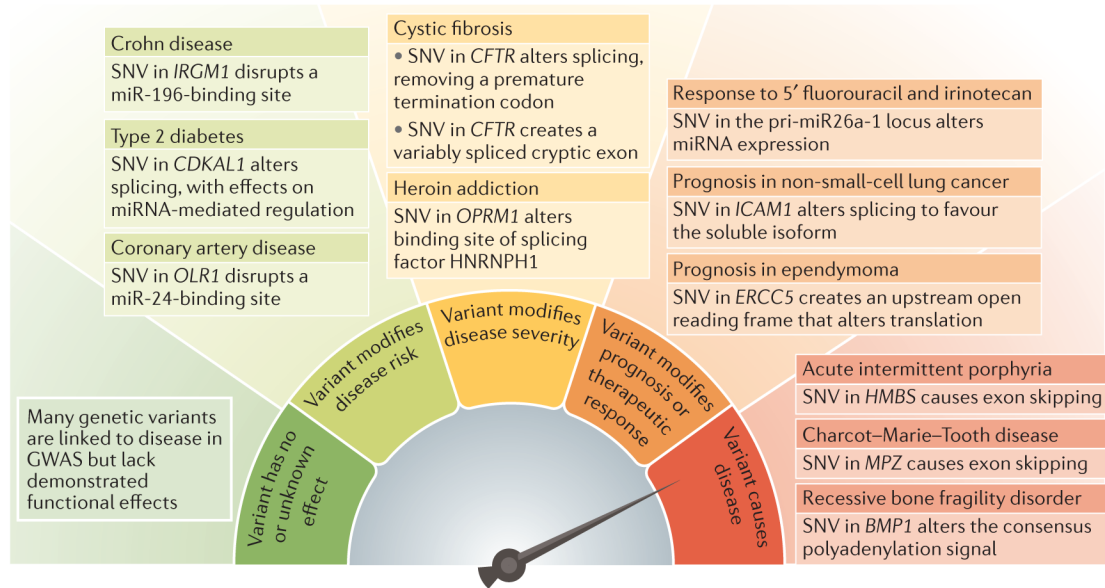 Crohn disease
SNV in IRGM1 disrupts a
miR-196-binding site
Type 2 diabetes
SNV in CDKAL1 alters
splicing, with effects on
miRNA-mediated regulation
Coronary artery disease
SNV in OLR1 disrupts a
miR-24-binding site
Cystic fibrosis
• SNV in CFTR alters splicing,
removing a premature
termination codon
• SNV in CFTR creates a
variably spliced cryptic exon
Heroin addiction
SNV in OPRM1 alters
binding site of splicing
factor HNRNPH1
Response to 5′ fluorouracil and irinotecan
SNV in the pri-miR26a-1 locus alters
miRNA expression
Prognosis in non-small-cell lung cancer
SNV in ICAM1 alters splicing to favour
the soluble isoform
Prognosis in ependymoma
SNV in ERCC5 creates an upstream open
reading frame that alters translation
Acute intermittent porphyria
SNV in HMBS causes exon skipping
Charcot–Marie–Tooth disease
SNV in MPZ causes exon skipping
Recessive bone fragility disorder
SNV in BMP1 alters the consensus
polyadenylation signal
Many genetic variants
are linked to disease in
GWAS but lack
demonstrated
functional effects
Variant has no
or unknown
effect
Variant modifies
disease risk
Variant modifies
disease severity
Variant modifies
prognosis or
therapeutic
response
Variant causes
disease